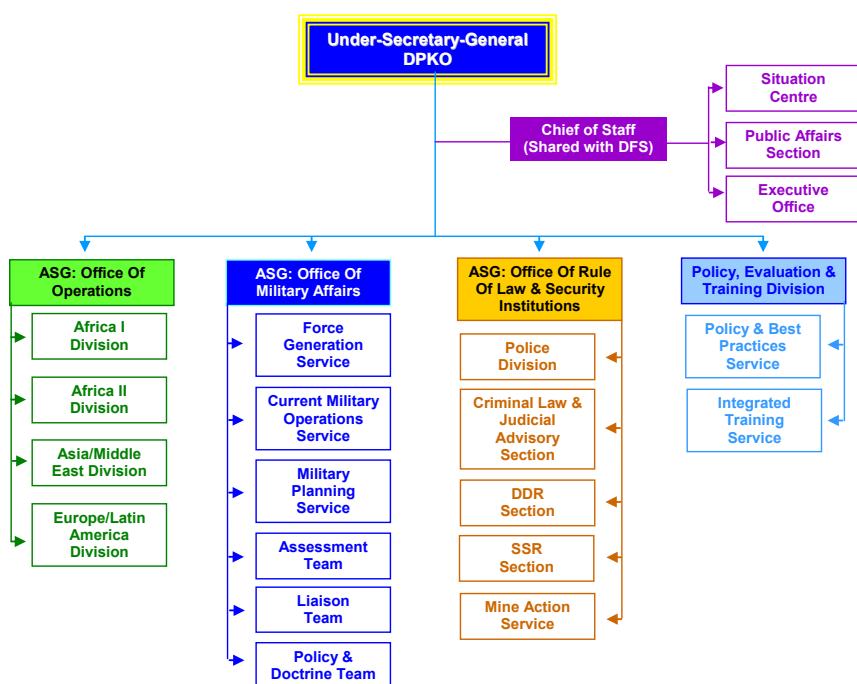 Under-Secretary-General
DPKO
Chief of Staff
(Shared with DFS)
Situation
Centre
Public Affairs
Section
Executive
Office
ASG: Office Of
Operations
Africa I
Division
Africa II
Division
Asia/Middle
East Division
Europe/Latin
America
Division
ASG: Office Of
Military Affairs
Force
Generation
Service
Current Military
Operations
Service
Military
Planning
Service
Assessment
Team
Liaison
Team
Policy &
Doctrine Team
ASG: Office Of Rule
Of Law & Security
Institutions
Police
Division
Criminal Law &
Judicial
Advisory
Section
DDR
Section
SSR
Section
Mine Action
Service
Policy, Evaluation &
Training Division
Policy & Best
Practices
Service
Integrated
Training
Service